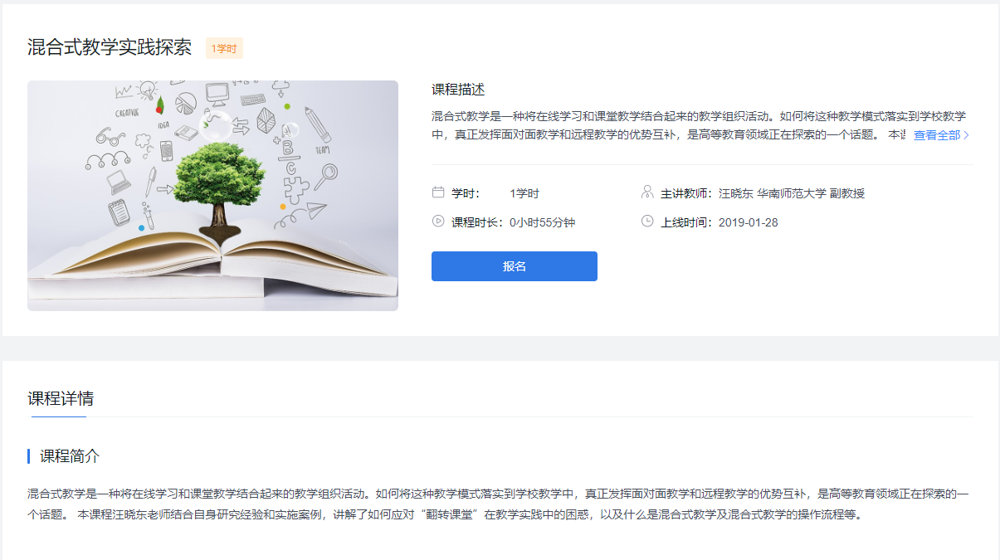 混合式教学实践探索 1学时
CREATIVE
IDEA
TEAM
A
B
C
课程描述
混合式教学是一种将在线学习和课堂教学结合起来的教学组织活动。如何将这种教学模式落实到学校教学
中，真正发挥面对面教学和远程教学的优势互补，是高等教育领域正在探索的一个话题。 本 查看全部
学时： 1学时 主讲教师：汪晓东 华南师范大学 副教授
课程时长：0小时55分钟 上线时间：2019-01-28
报名
课程详情
课程简介
混合式教学是一种将在线学习和课堂教学结合起来的教学组织活动。如何将这种教学模式落实到学校教学中，真正发挥面对面教学和远程教学的优势互补，是高等教育领域正在探索的一
个话题。 本课程汪晓东老师结合自身研究经验和实施案例，讲解了如何应对“翻转课堂”在教学实践中的困惑，以及什么是混合式教学及混合式教学的操作流程等。